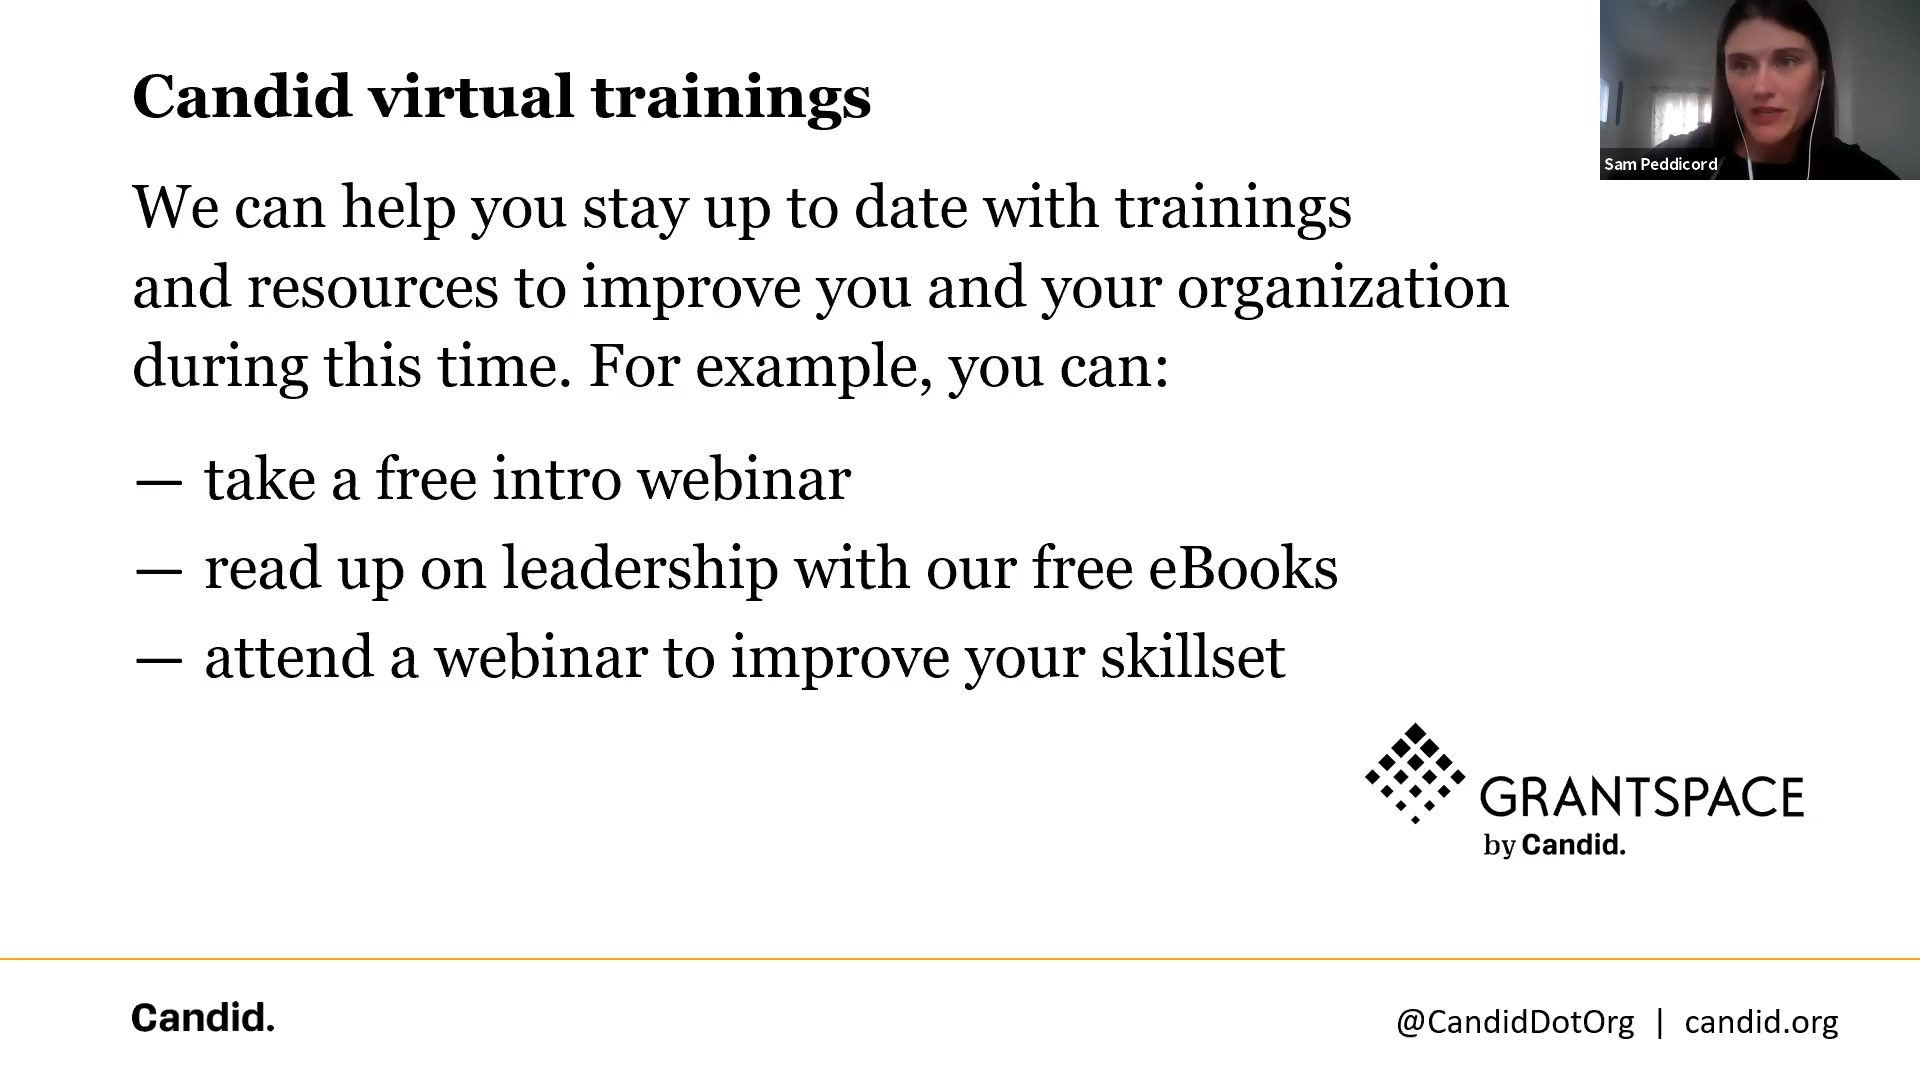 Candid virtual trainings
Sam Peddicord
We can help you stay up to date with trainings
and resources to improve you and your organization
during this time. For example, you can:
— take a free intro webinar
— read up on leadership with our free eBooks
— attend a webinar to improve your skillset
GRANTSPACE
by Candid.
Candid.
@CandidDotOrg | candid.org